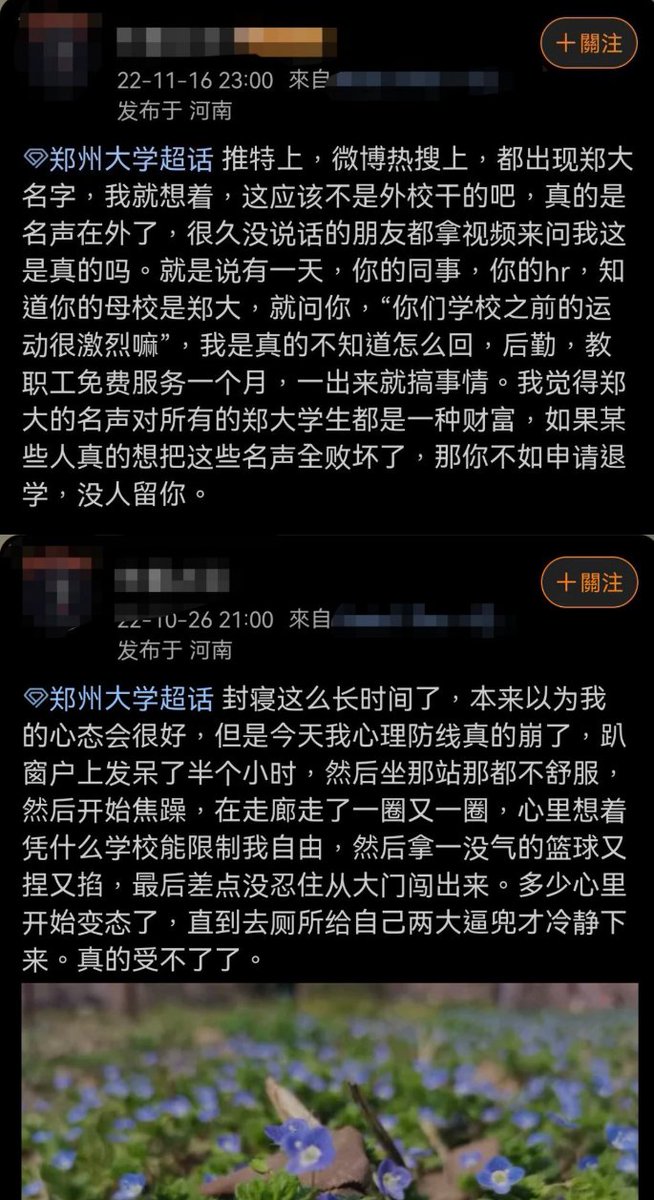 十關注
22-11-16 23:00 來自
发布于 河南
郑州大学超话 推特上，微博热搜上，都出现郑大
名字，我就想着，这应该不是外校干的吧，真的是
名声在外了，很久没说话的朋友都拿视频来问我这
是真的吗。就是说有一天，你的同事，你的hr，知
道你的母校是郑大，就问你，“你们学校之前的运
动很激烈嘛”，我是真的不知道怎么回，后勤，教
职工免费服务一个月，一出来就搞事情。我觉得郑
大的名声对所有的郑大学生都是一种财富，如果某
些人真的想把这些名声全败坏了，那你不如申请退
学，没人留你。
十關注
22-10-26 21:00 來自
发布于 河南
郑州大学超话 封寝这么长时间了，本来以为我
的心态会很好，但是今天我心理防线真的崩了，趴
窗户上发呆了半个小时，然后坐那站那都不舒服，
然后开始焦躁，在走廊走了一圈又一圈，心里想着
凭什么学校能限制我自由，然后拿一没气的篮球又
捏又掐，最后差点没忍住从大门闯出来。多少心里
开始变态了，直到去厕所给自己两大逼兜才冷静下
来。真的受不了了。